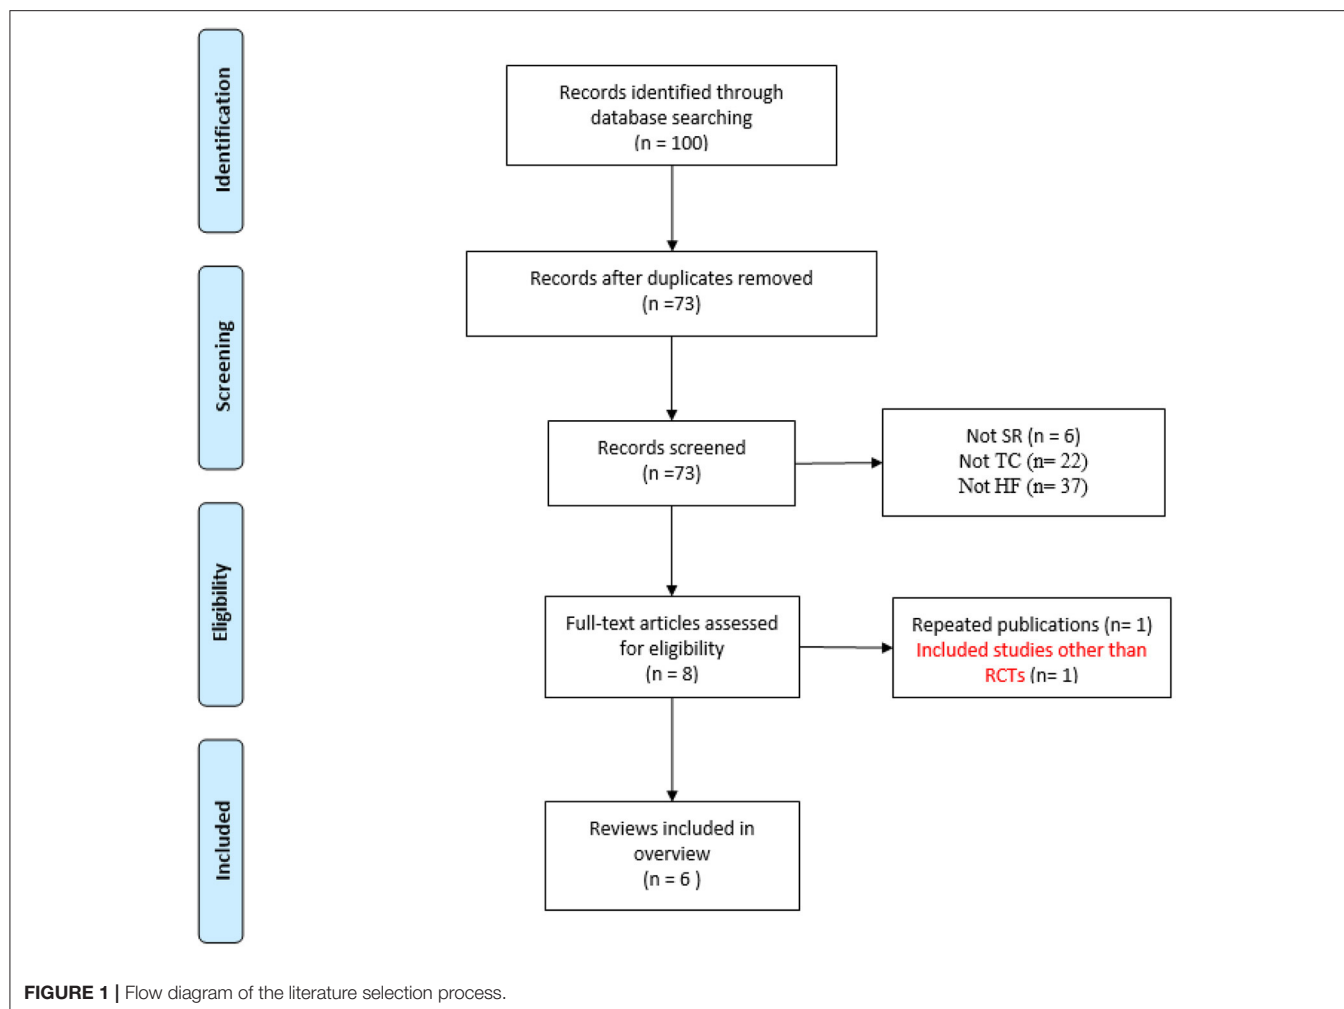 Identification
Records identified through
database searching
(n = 100)
Records after duplicates removed
(n =73)
Screening
Records screened
(n =73)
Not SR (n = 6)
Not TC (n= 22)
Not HF (n= 37)
Eligibility
Full-text articles assessed
for eligibility
(n = 8)
Repeated publications (n= 1)
Included studies other than
RCTs (n= 1)
Included
Reviews included in
overview
(n = 6 )
FIGURE 1 | Flow diagram of the literature selection process.